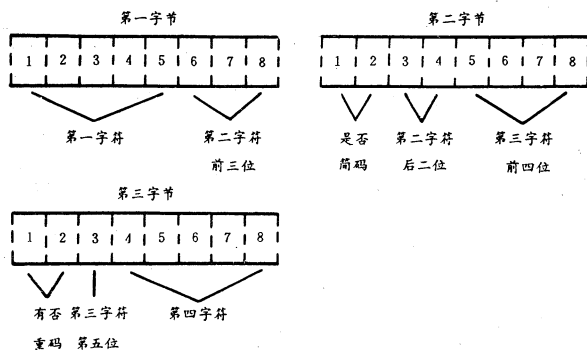 第一字节
第二字节
1 2 3 4 5 6 7 8
1 2 3 4 5 6 7 8
第一字符
第二字符
前三位
是否
简码
第二字符
后二位
第三字符
前四位
第三字节
1 2 3 4 5 6 7 8
有否
重码
第三字符
第五位
第四字符